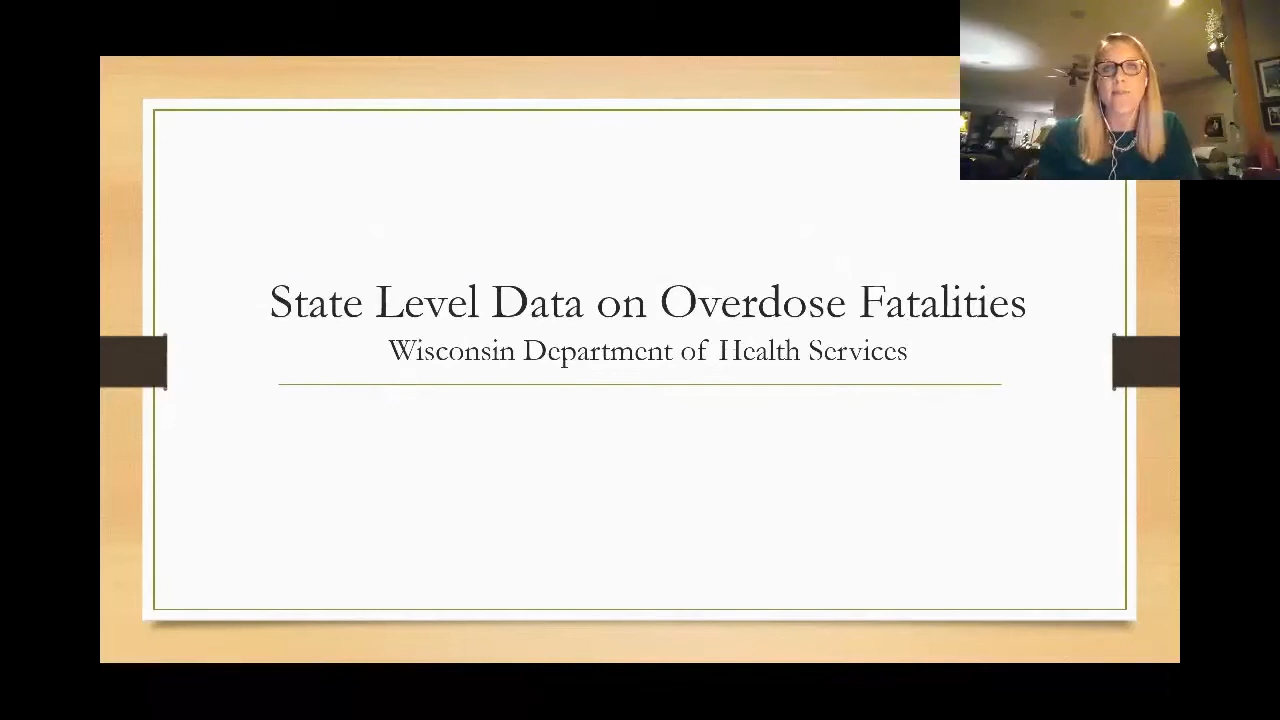 State Level Data on Overdose Fatalities
Wisconsin Department of Health Services